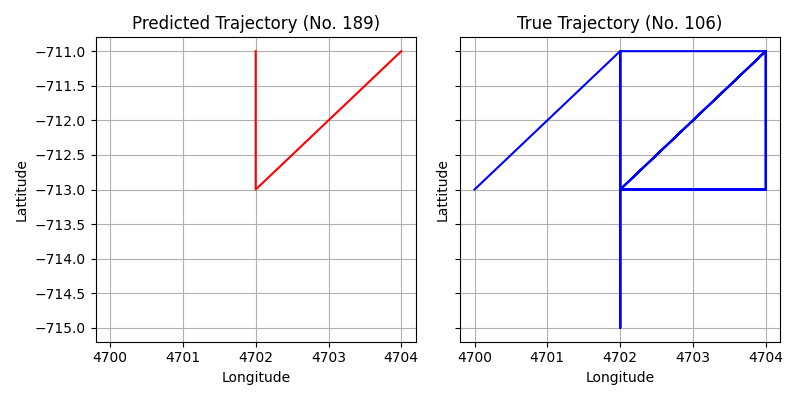 Predicted Trajectory (No. 189)
True Trajectory (No. 106)
−711.0
−711.5
−712.0
−712.5
−713.0
−713.5
−714.0
−714.5
−715.0
Lattitude
Lattitude
4700 4701 4702 4703 4704
4700 4701 4702 4703 4704
Longitude
Longitude